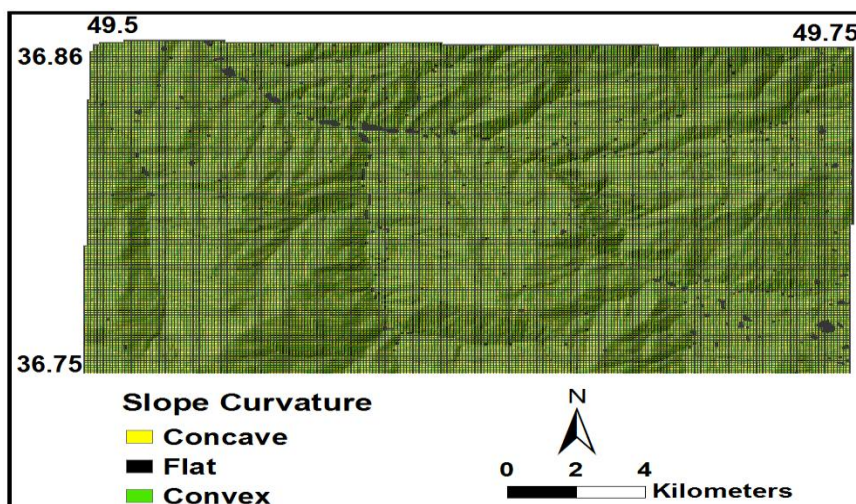 49.5
49.75
36.86
36.75
Slope Curvature
Concave
Flat
Convex
N
0 2 4
Kilometers